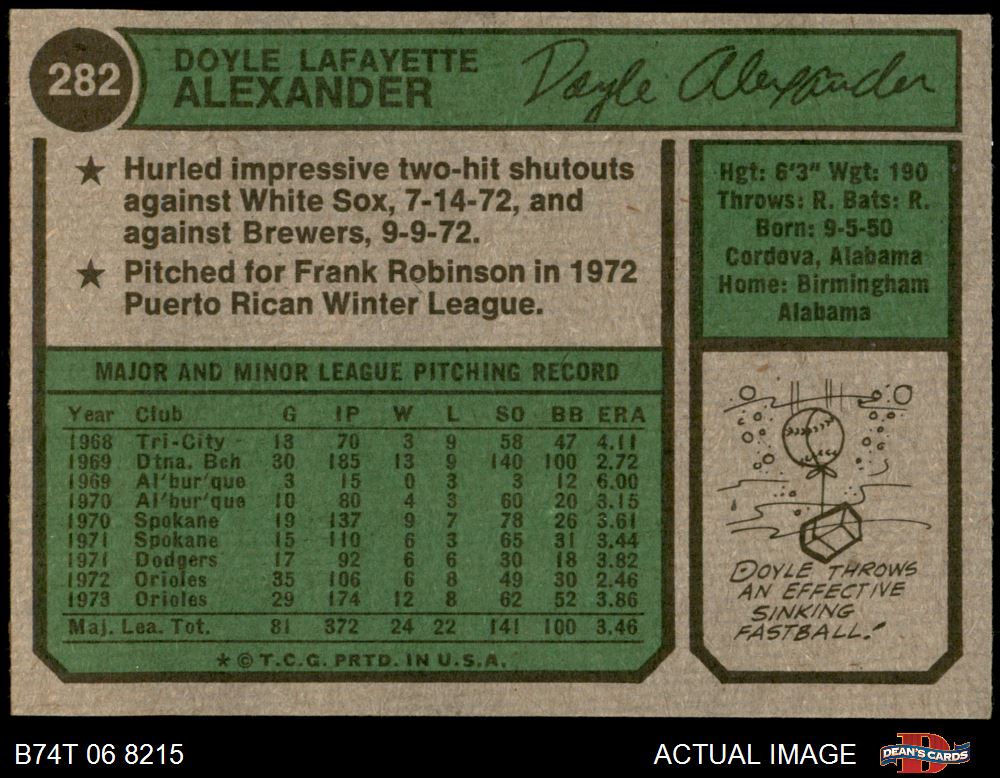 282
DOYLE LAFAYETTE
ALEXANDER
Doyle Alexander
★ Hurled impressive two-hit shutouts
against White Sox, 7-14-72, and
against Brewers, 9-9-72.
★ Pitched for Frank Robinson in 1972
Puerto Rican Winter League.
Hgt: 6'3" Wgt: 190
Throws: R. Bats: R.
Born: 9-5-50
Cordova, Alabama
Home: Birmingham
Alabama
MAJOR AND MINOR LEAGUE PITCHING RECORD
Year Club G IP W L SO BB ERA
1968 Tri-City 13 70 3 9 58 47 4.11
1969 Dtna. Bch 30 185 13 9 140 100 2.72
1969 Al'bur'que 3 15 0 3 3 12 6.00
1970 Al'bur'que 10 80 4 3 60 20 3.15
1970 Spokane 19 137 9 7 78 26 3.61
1971 Spokane 15 110 6 3 65 31 3.44
1971 Dodgers 17 92 6 6 30 18 3.82
1972 Orioles 35 106 6 8 49 30 2.46
1973 Orioles 29 174 12 8 62 52 3.86
Maj. Lea. Tot. 81 372 24 22 141 100 3.46
★ © T.C.G. PRTD. IN U.S.A.
DOYLE THROWS
AN EFFECTIVE
SINKING
FASTBALL!
B74T 06 8215
ACTUAL IMAGE
D
DEAN'S CARDS